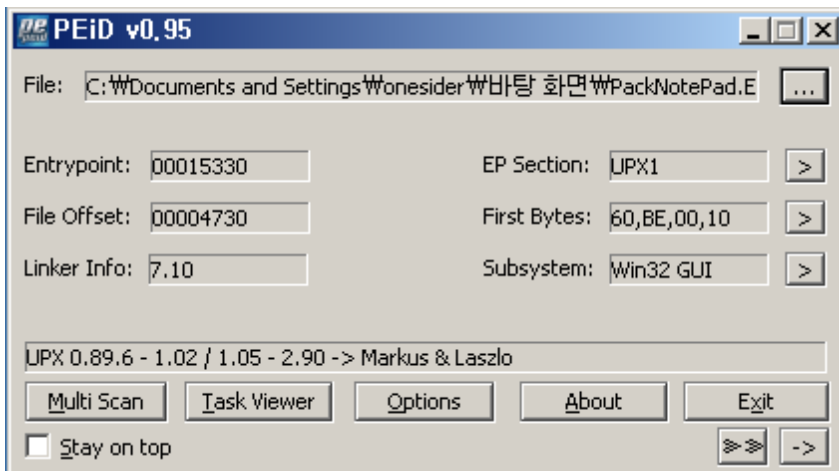 PEiD v0.95
File: C:₩Documents and Settings₩onesider₩바탕 화면₩PackNotePad.E ...
Entrypoint: 00015330 EP Section: UPX1 >
File Offset: 00004730 First Bytes: 60,BE,00,10 >
Linker Info: 7.10 Subsystem: Win32 GUI >
UPX 0.89.6 - 1.02 / 1.05 - 2.90 -> Markus & Laszlo
Multi Scan Task Viewer Options About Exit
Stay on top >> ->